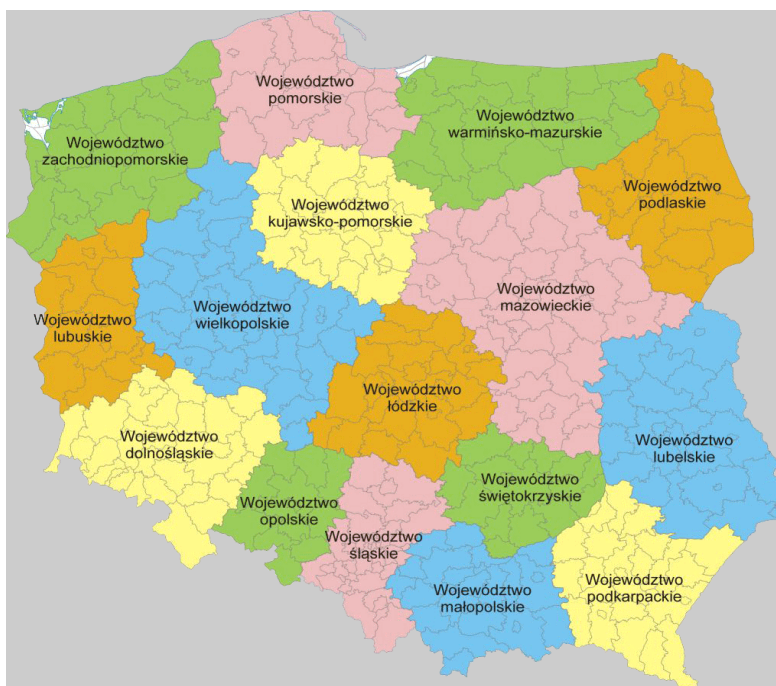 Województwo
pomorskie
Województwo
zachodniopomorskie
Województwo
warmińsko-mazurskie
Województwo
podlaskie
Województwo
kujawsko-pomorskie
Województwo
mazowieckie
Województwo
wielkopolskie
Województwo
lubuskie
Województwo
łódzkie
Województwo
dolnośląskie
Województwo
lubelskie
Województwo
świętokrzyskie
Województwo
opolskie
Województwo
śląskie
Województwo
małopolskie
Województwo
podkarpackie